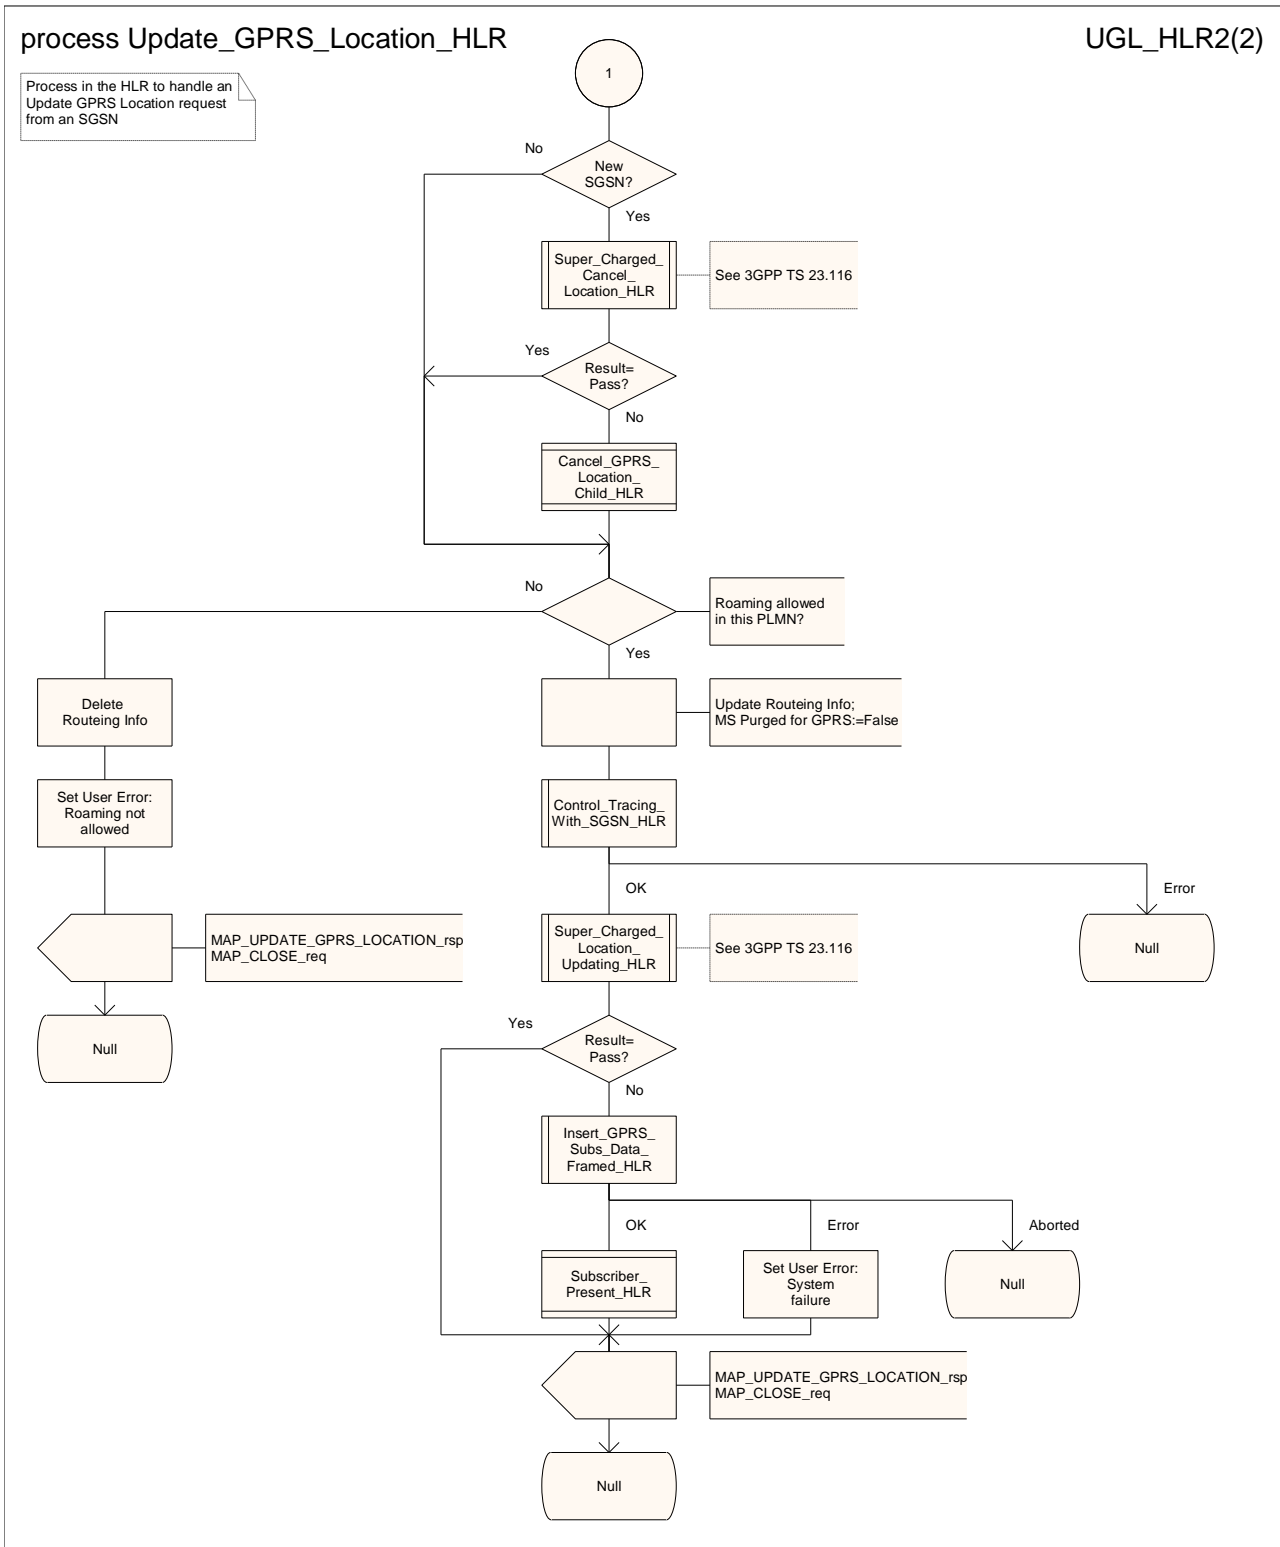 process Update_GPRS_Location_HLR
UGL_HLR2(2)
Process in the HLR to handle an
Update GPRS Location request
from an SGSN
1
No
New
SGSN?
Yes
Super_Charged_
Cancel_
Location_HLR
See 3GPP TS 23.116
Yes
Result=
Pass?
No
Cancel_GPRS_
Location_
Child_HLR
No
Roaming allowed
in this PLMN?
Yes
Delete
Routeing Info
Update Routeing Info;
MS Purged for GPRS:=False
Set User Error:
Roaming not
allowed
Control_Tracing_
With_SGSN_HLR
OK
Error
MAP_UPDATE_GPRS_LOCATION_rsp
MAP_CLOSE_req
Super_Charged_
Location_
Updating_HLR
See 3GPP TS 23.116
Null
Null
Yes
Result=
Pass?
No
Insert_GPRS_
Subs_Data_
Framed_HLR
OK
Error
Aborted
Subscriber_
Present_HLR
Set User Error:
System
failure
Null
MAP_UPDATE_GPRS_LOCATION_rsp
MAP_CLOSE_req
Null